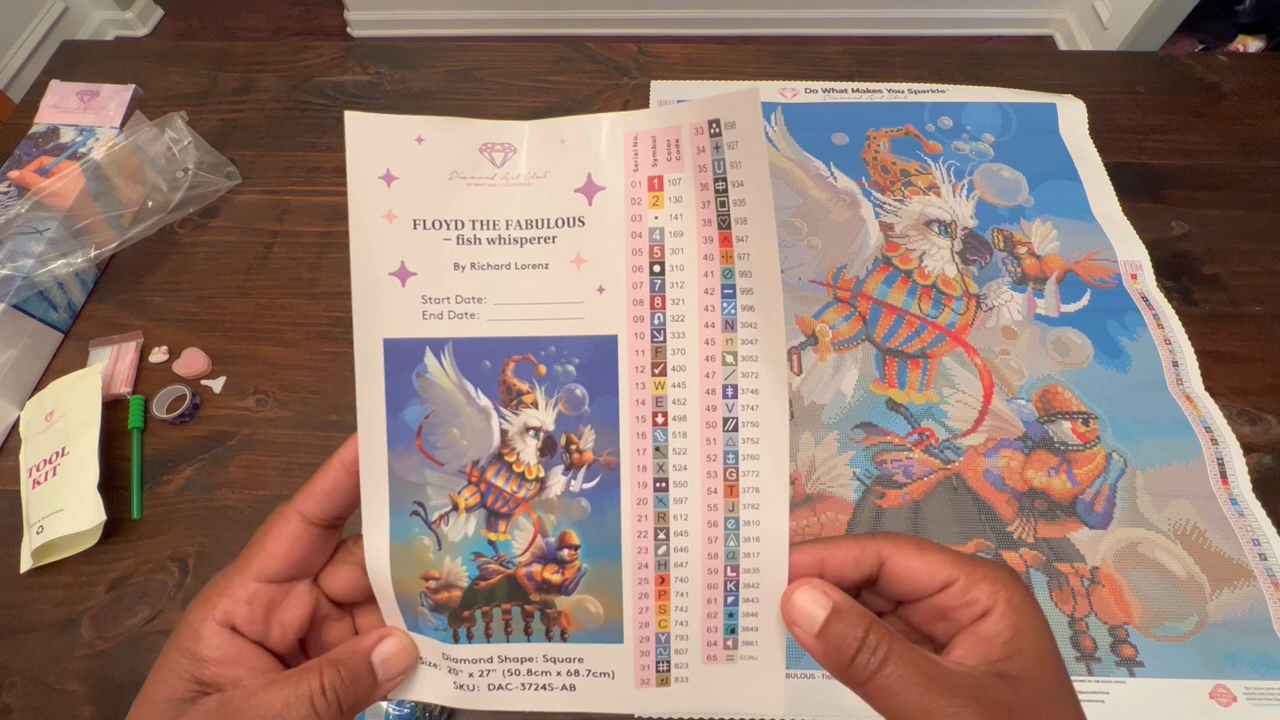 Do What Makes You Sparkle
Diamond Art Club
Diamond Art Club
FLOYD THE FABULOUS
– fish whisperer
By Richard Lorenz
Start Date:
End Date:
Diamond Shape: Square
Size: 20" x 27" (50.8cm x 68.7cm)
SKU: DAC-37245-AB
Serial No. Symbol Color Code
01 1 107
02 2 130
03 141
04 4 169
05 5 301
06 310
07 7 312
08 8 321
09 322
10 333
11 F 370
12 400
13 W 445
14 E 452
15 498
16 518
17 522
18 X 524
19 550
20 597
21 R 612
22 645
23 646
24 H 647
25 740
26 P 741
27 S 742
28 C 743
29 Y 793
30 807
31 # 823
32 833
33 898
34 + 927
35 U 931
36 934
37 935
38 938
39 947
40 977
41 993
42 – 995
43 996
44 N 3042
45 n 3047
46 3052
47 3072
48 3746
49 V 3747
50 3750
51 3752
52 3760
53 G 3772
54 T 3776
55 J 3782
56 e 3810
57 3816
58 a 3817
59 L 3835
60 K 3842
61 3843
62 3846
63 3849
64 3861
65 = ECRU
TOOL
KIT